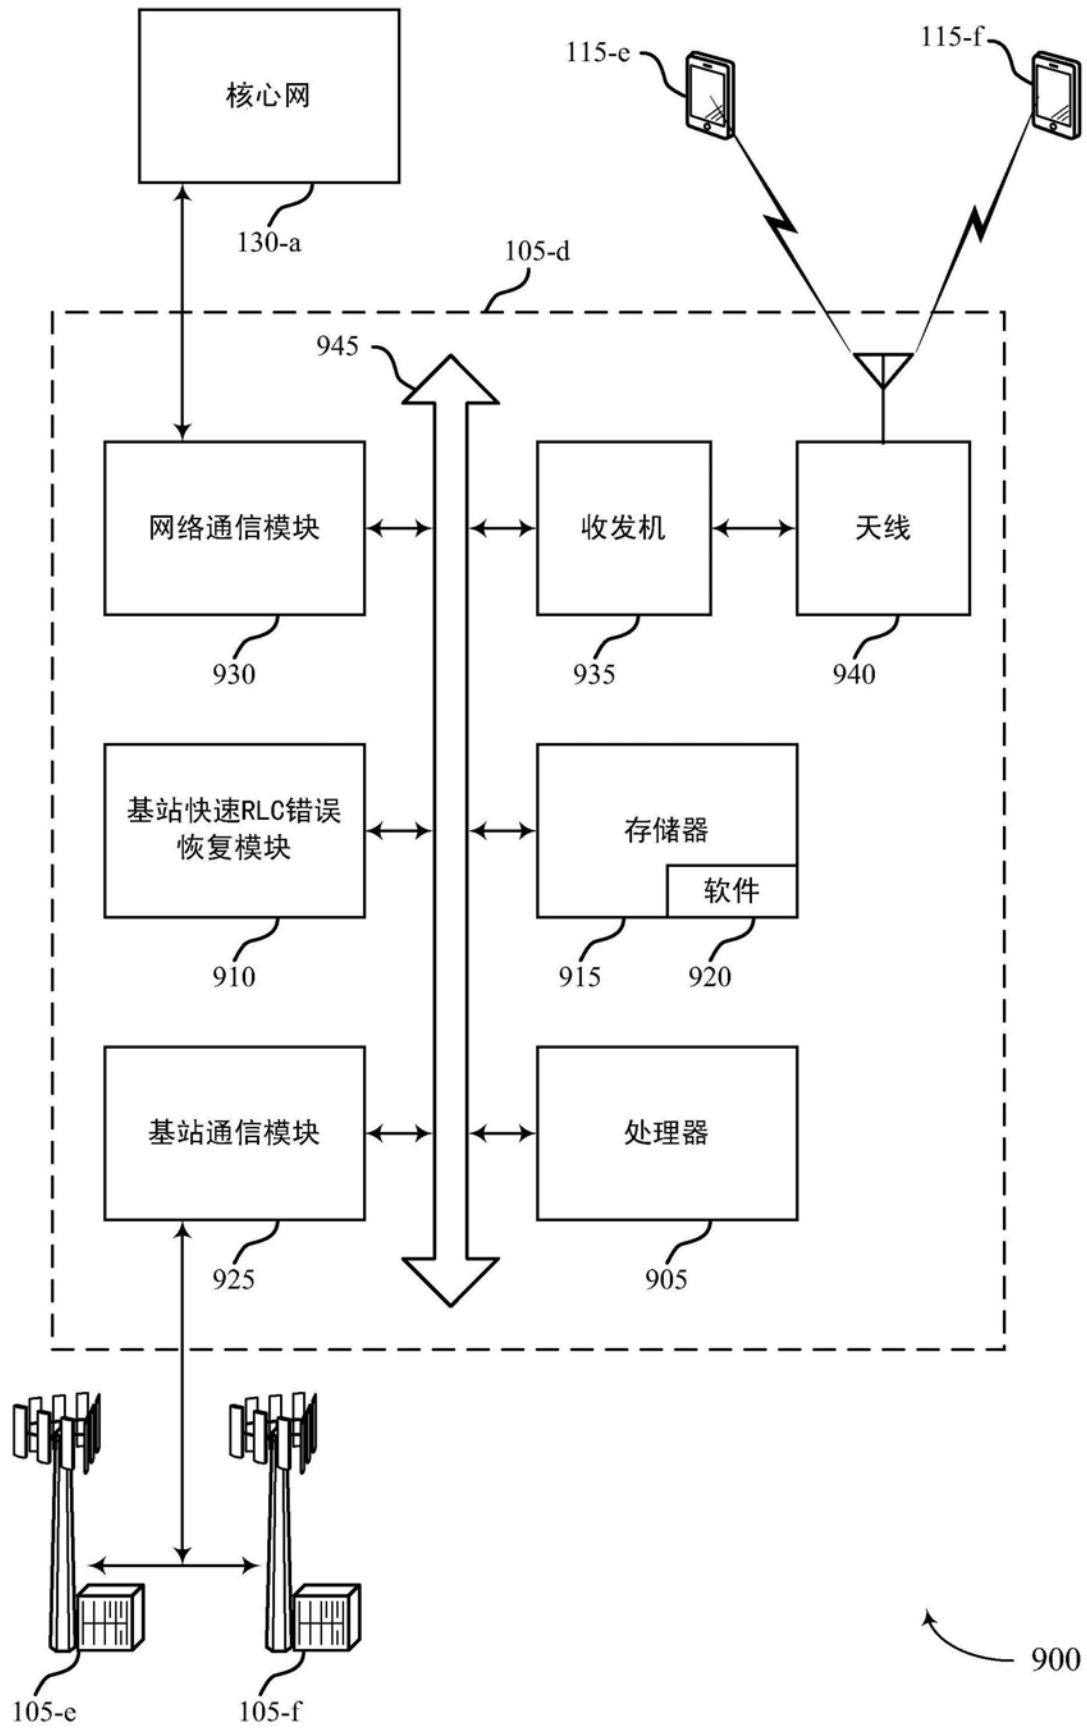 115-e
115-f
核心网
130-a
105-d
945
网络通信模块
收发机
天线
930
935
940
基站快速RLC错误
恢复模块
存储器
软件
910
915
920
基站通信模块
处理器
925
905
105-e
105-f
900